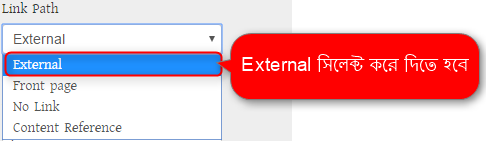 Link Path
External
External
External সিলেক্ট করে দিতে হবে
Front page
No Link
Content Reference